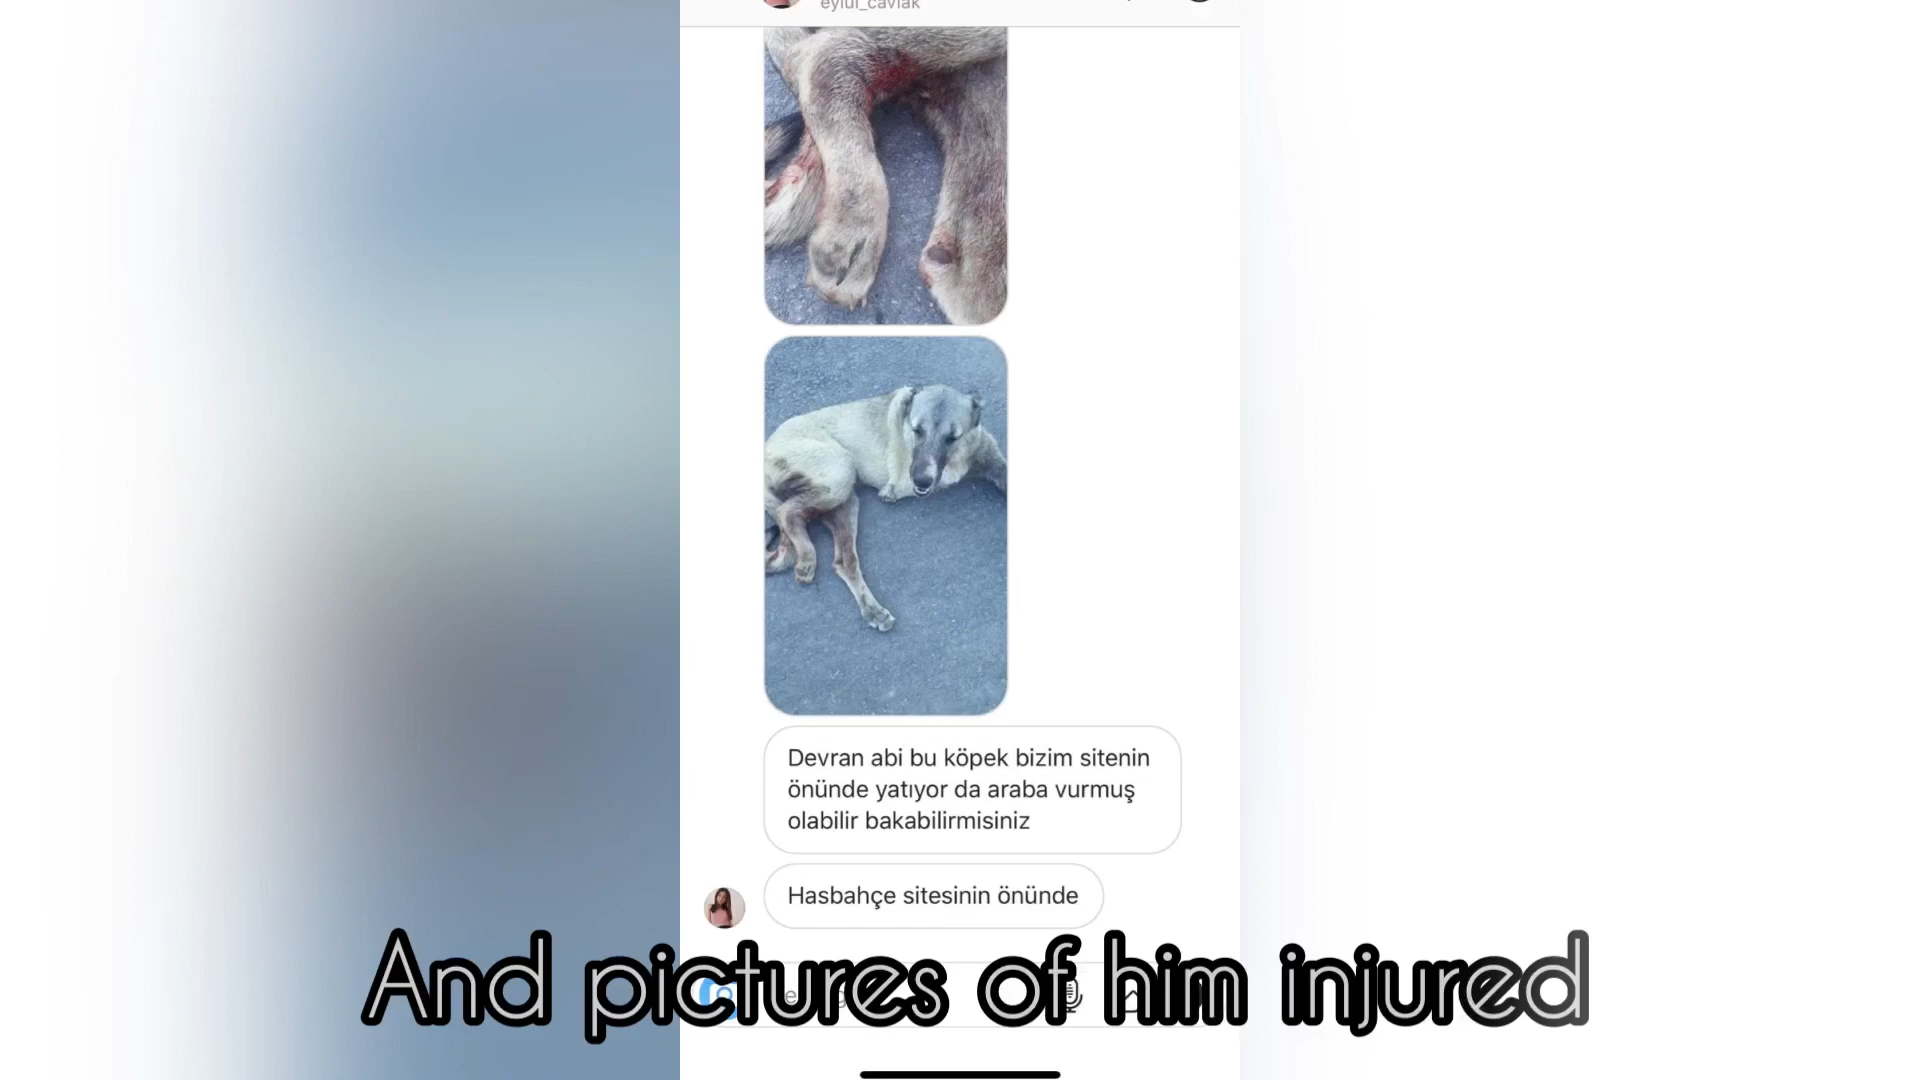 eylul_cavlak
Devran abi bu köpek bizim sitenin
önünde yatıyor da araba vurmuş
olabilir bakabilirmisiniz
Hasbahçe sitesinin önünde
And pictures of him injured